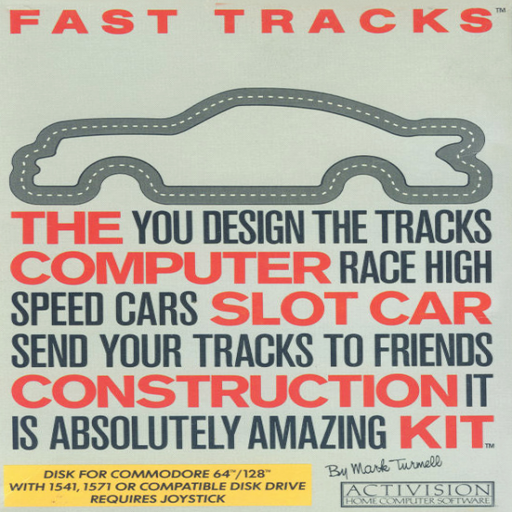 FAST TRACKS™
THE YOU DESIGN THE TRACKS
COMPUTER RACE HIGH
SPEED CARS SLOT CAR
SEND YOUR TRACKS TO FRIENDS
CONSTRUCTION IT
IS ABSOLUTELY AMAZING KIT™
DISK FOR COMMODORE 64™/128™
WITH 1541, 1571 OR COMPATIBLE DISK DRIVE
REQUIRES JOYSTICK
By Mark Turmell
ACTIVISION
HOME COMPUTER SOFTWARE